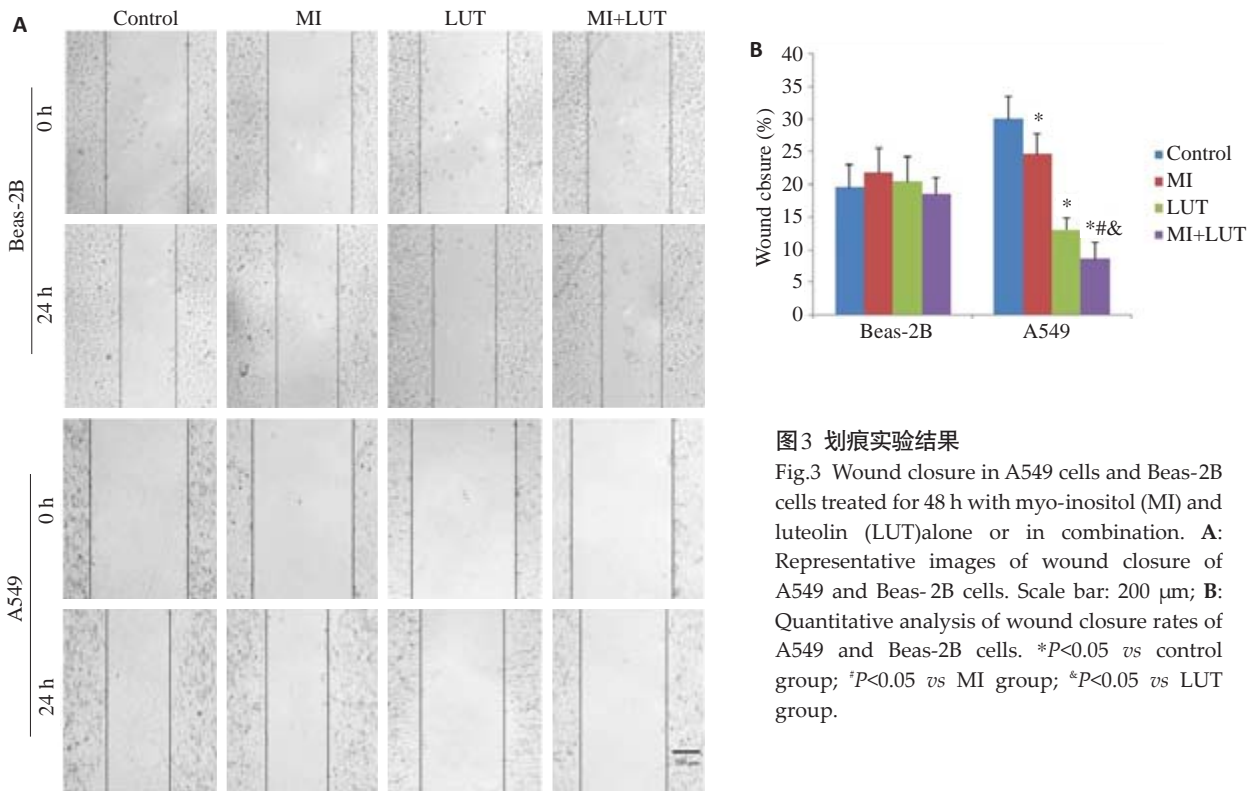 A
Control MI LUT MI+LUT
Beas-2B
0 h
24 h
A549
0 h
24 h
B
Wound cbsure (%)
40
35
30
25
20
15
10
5
0
*
*
*#&
Beas-2B A549
Control
MI
LUT
MI+LUT
图3 划痕实验结果
Fig.3 Wound closure in A549 cells and Beas-2B
cells treated for 48 h with myo-inositol (MI) and
luteolin (LUT)alone or in combination. A:
Representative images of wound closure of
A549 and Beas- 2B cells. Scale bar: 200 μm; B:
Quantitative analysis of wound closure rates of
A549 and Beas-2B cells. *P<0.05 vs control
group; #P<0.05 vs MI group; &P<0.05 vs LUT
group.